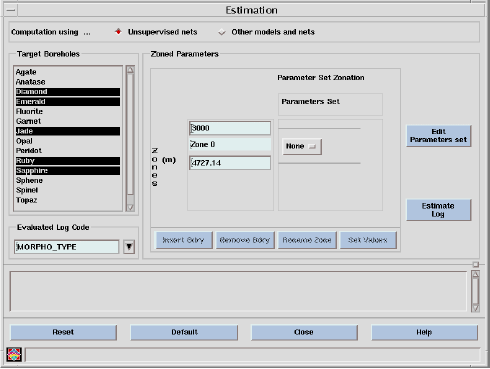 Estimation
Computation using ... Unsupervised nets Other models and nets
Target Boreholes
Agate
Anatase
Diamond
Emerald
Fluorite
Garnet
Jade
Opal
Peridot
Ruby
Sapphire
Sphene
Spinel
Topaz
Evaluated Log Code
MORPHO_TYPE
Zoned Parameters
Parameter Set Zonation
Parameters Set
Zones
(m)
3000
Zone 0
4727.14
None
Insert Bdry Remove Bdry Rename Zone Set Values
Edit
Parameters set
Estimate
Log
Reset Default Close Help